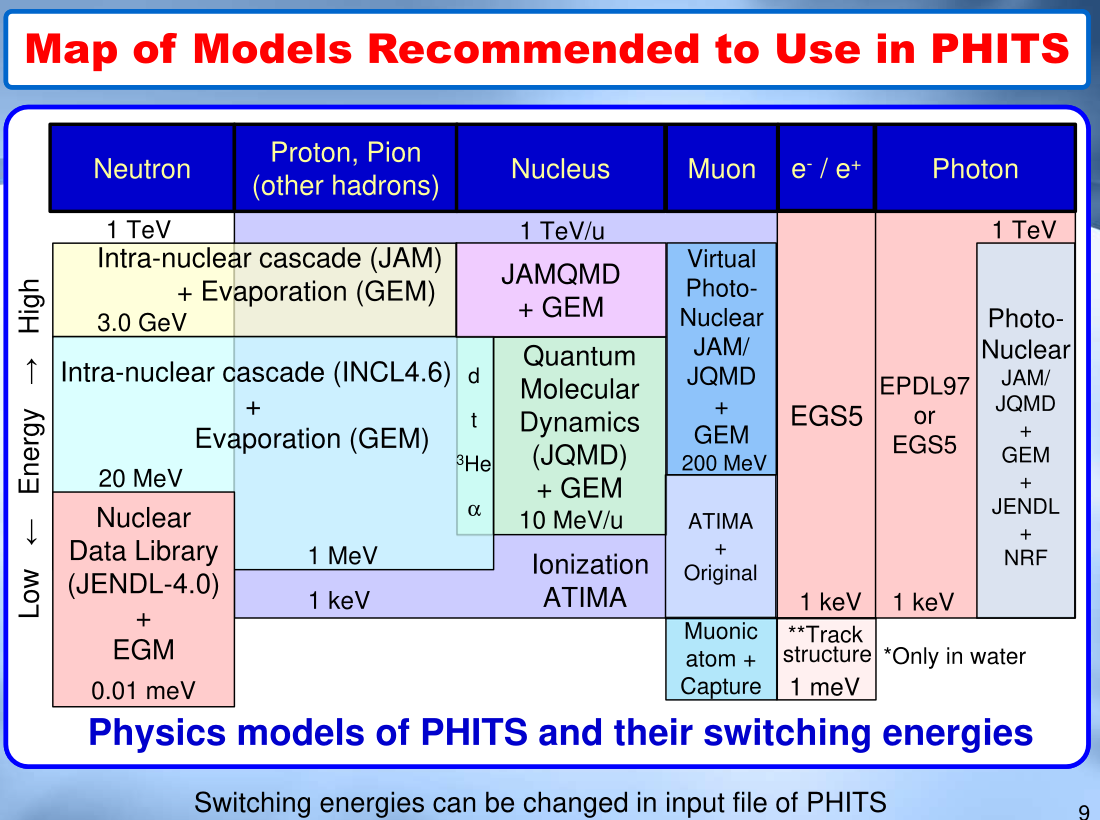 Map of Models Recommended to Use in PHITS
Neutron
Proton, Pion
(other hadrons)
Nucleus
Muon
e- / e+
Photon
Low ← Energy → High
1 TeV
1 TeV/u
1 TeV
Intra-nuclear cascade (JAM)
+ Evaporation (GEM)
3.0 GeV
JAMQMD
+ GEM
Intra-nuclear cascade (INCL4.6)
+
Evaporation (GEM)
20 MeV
1 MeV
1 keV
d
t
³He
α
Quantum
Molecular
Dynamics
(JQMD)
+ GEM
10 MeV/u
Ionization
ATIMA
Nuclear
Data Library
(JENDL-4.0)
+
EGM
0.01 meV
Virtual
Photo-
Nuclear
JAM/
JQMD
+
GEM
200 MeV
ATIMA
+
Original
Muonic
atom +
Capture
EGS5
1 keV
**Track
structure
1 meV
EPDL97
or
EGS5
1 keV
Photo-
Nuclear
JAM/
JQMD
+
GEM
+
JENDL
+
NRF
*Only in water
Physics models of PHITS and their switching energies
Switching energies can be changed in input file of PHITS
9